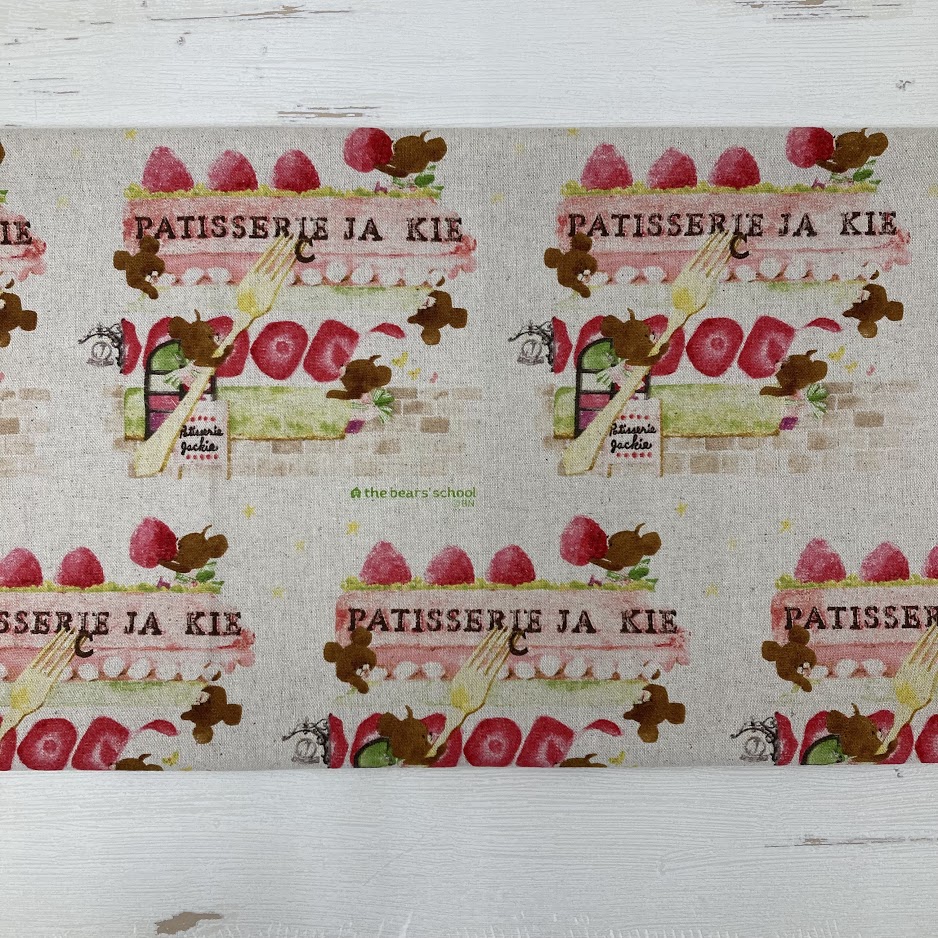 PATISSERIE JA KIE
C
Patisserie
Jackie
PATISSERIE JA KIE
C
Patisserie
Jackie
IE
the bears' school
©BN
SSERIE JA KIE
C
PATISSERIE JA KIE
C
PATISSER
C